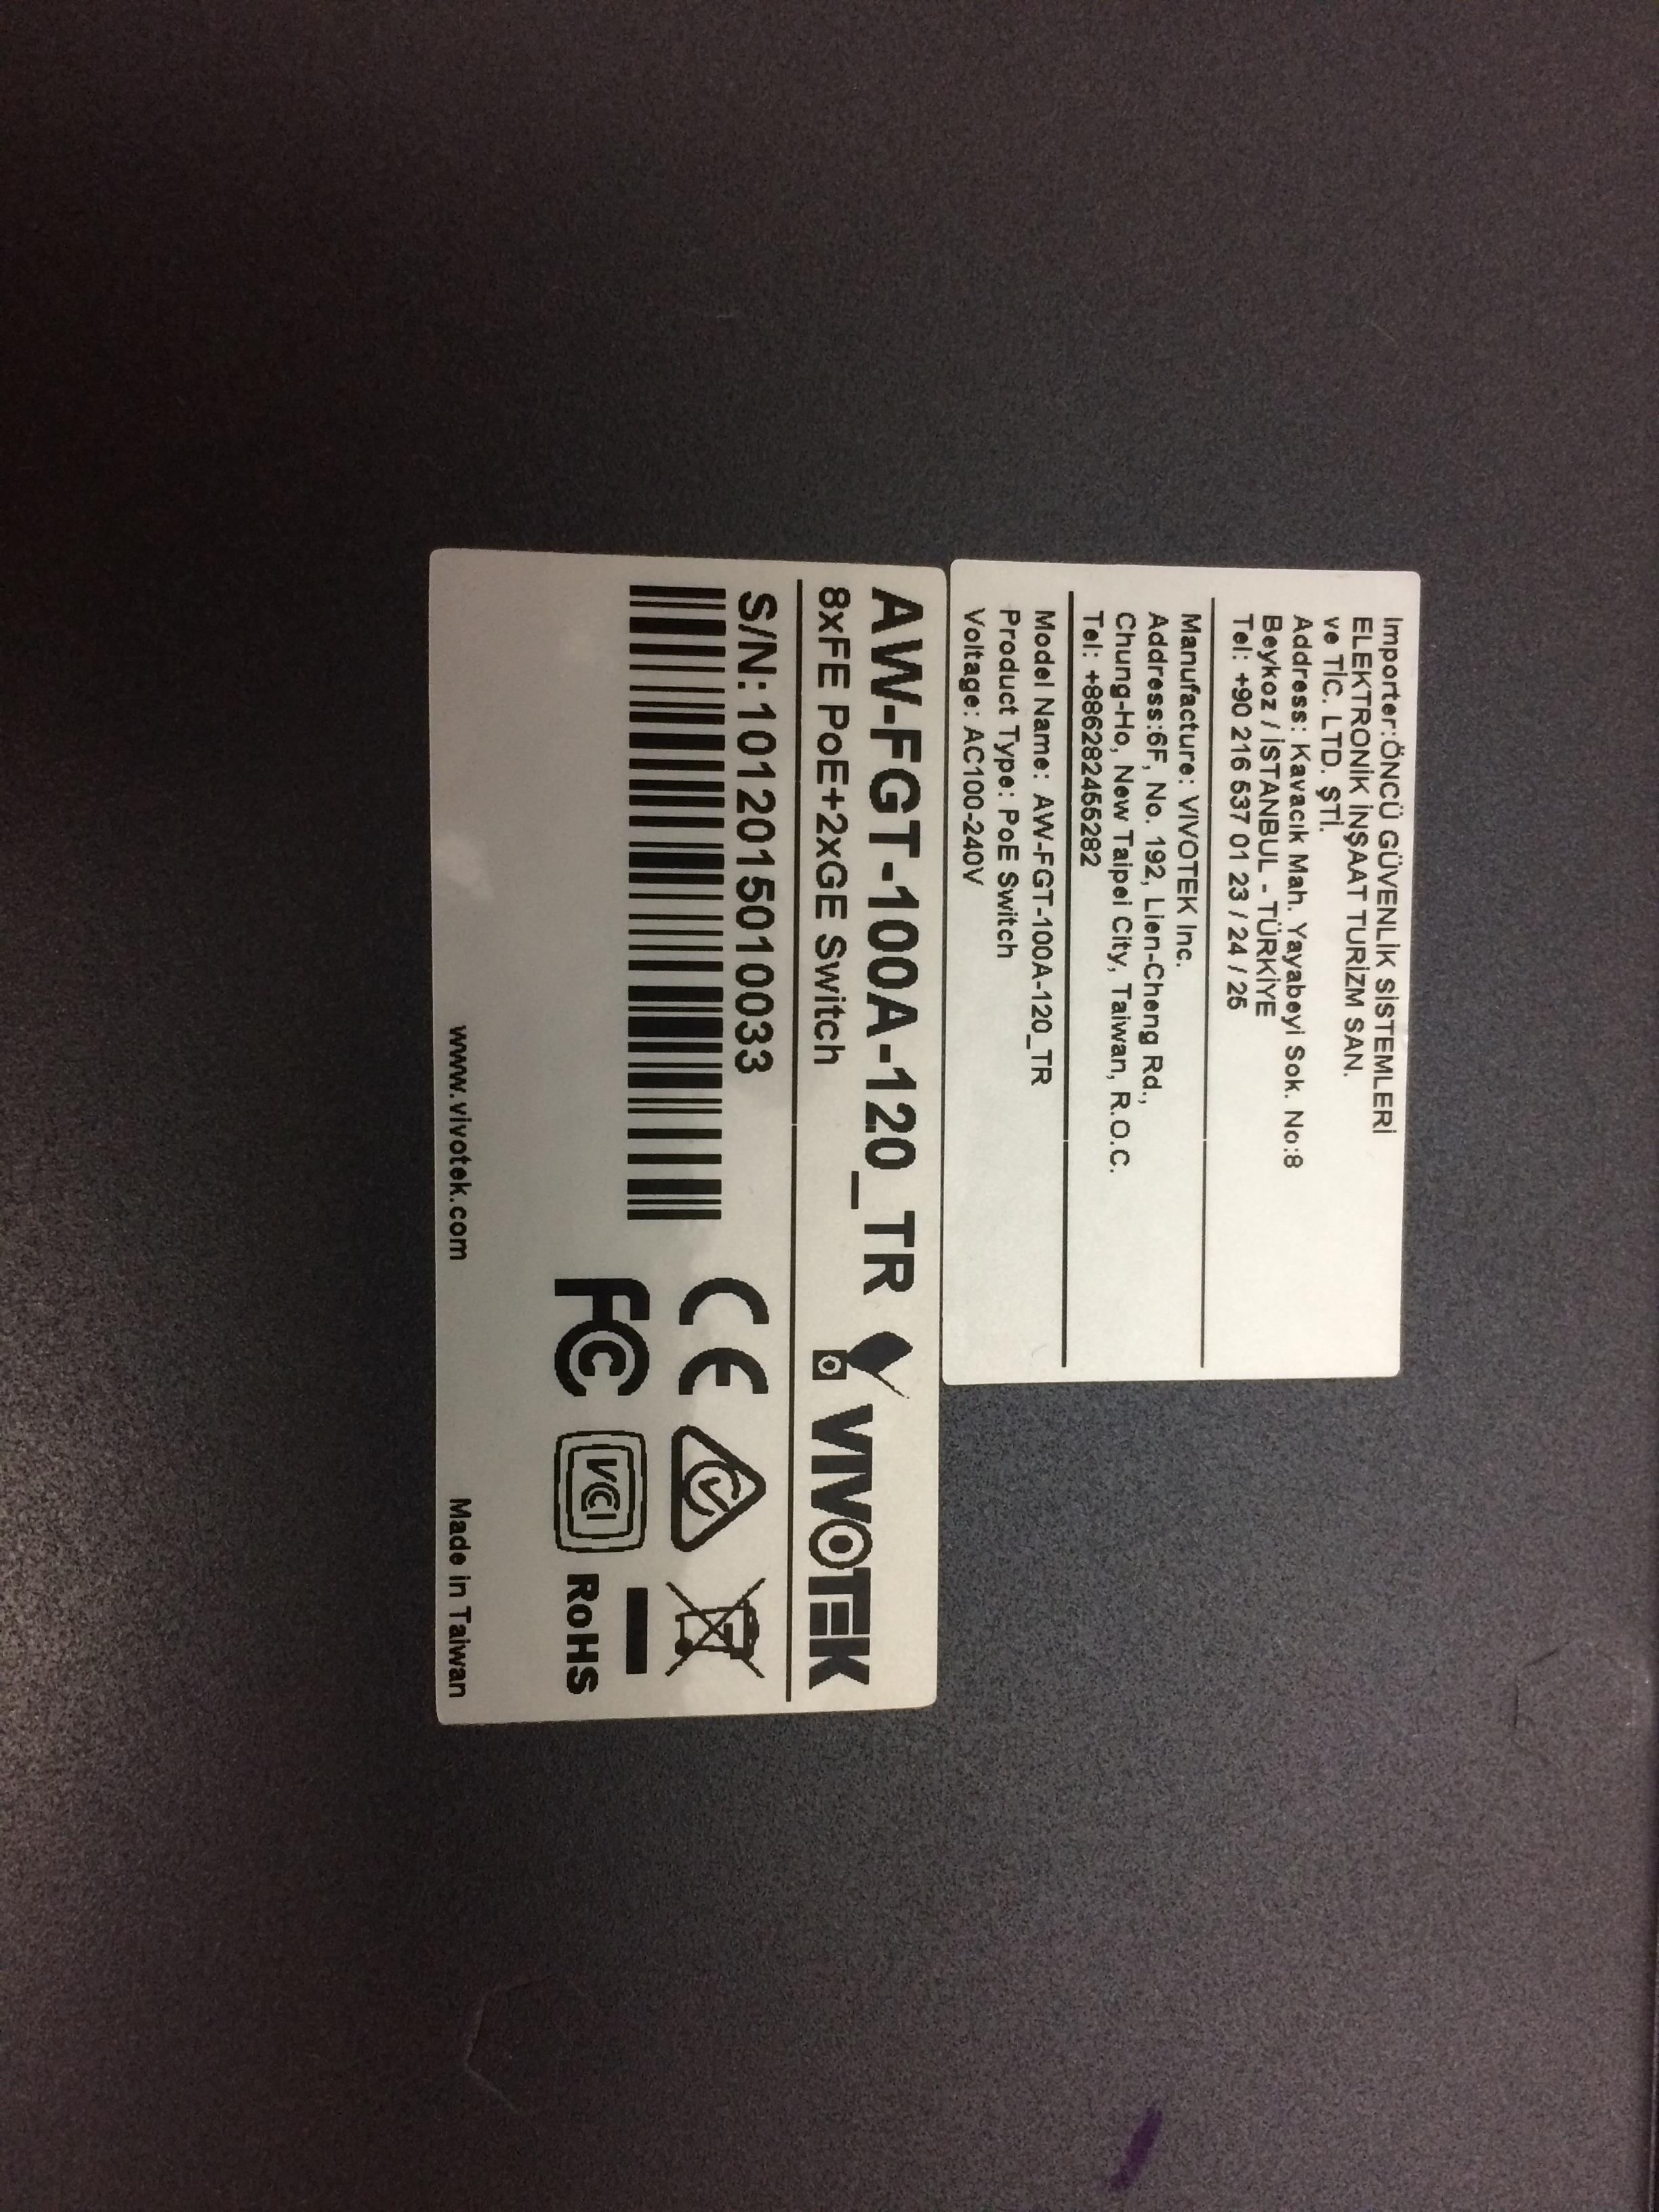 Importer:ÖNCÜ GÜVENLİK SİSTEMLERİ
ELEKTRONİK İNŞAAT TURİZM SAN.
ve TİC. LTD. ŞTİ.
Address: Kavacık Mah. Yayabeyi Sok. No:8
Beykoz / İSTANBUL - TÜRKİYE
Tel: +90 216 537 01 23 / 24 / 25
Manufacture: VIVOTEK Inc.
Address:6F, No. 192, Lien-Cheng Rd.,
Chung-Ho, New Taipei City, Taiwan, R.O.C.
Tel: +886282455282
Model Name: AW-FGT-100A-120_TR
Product Type: PoE Switch
Voltage: AC100-240V
AW-FGT-100A-120_TR
8xFE PoE+2xGE Switch
VIVOTEK
S/N:1012015010033
CE
FC
VCI
RoHS
www.vivotek.com
Made in Taiwan